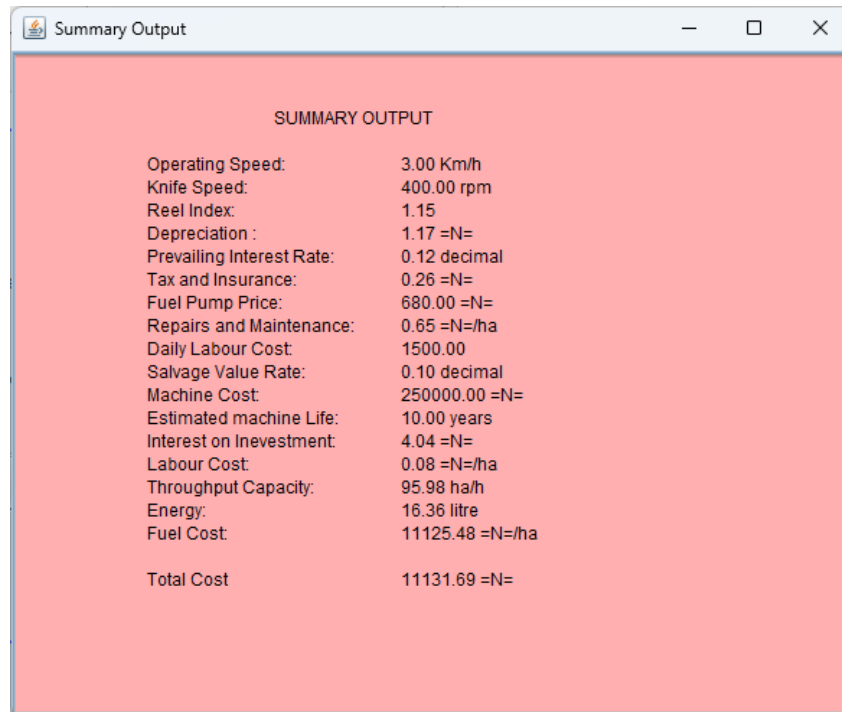 Summary Output
SUMMARY OUTPUT
Operating Speed: 3.00 Km/h
Knife Speed: 400.00 rpm
Reel Index: 1.15
Depreciation : 1.17 =N=
Prevailing Interest Rate: 0.12 decimal
Tax and Insurance: 0.26 =N=
Fuel Pump Price: 680.00 =N=
Repairs and Maintenance: 0.65 =N=/ha
Daily Labour Cost: 1500.00
Salvage Value Rate: 0.10 decimal
Machine Cost: 250000.00 =N=
Estimated machine Life: 10.00 years
Interest on Inevestment: 4.04 =N=
Labour Cost: 0.08 =N=/ha
Throughput Capacity: 95.98 ha/h
Energy: 16.36 litre
Fuel Cost: 11125.48 =N=/ha
Total Cost 11131.69 =N=